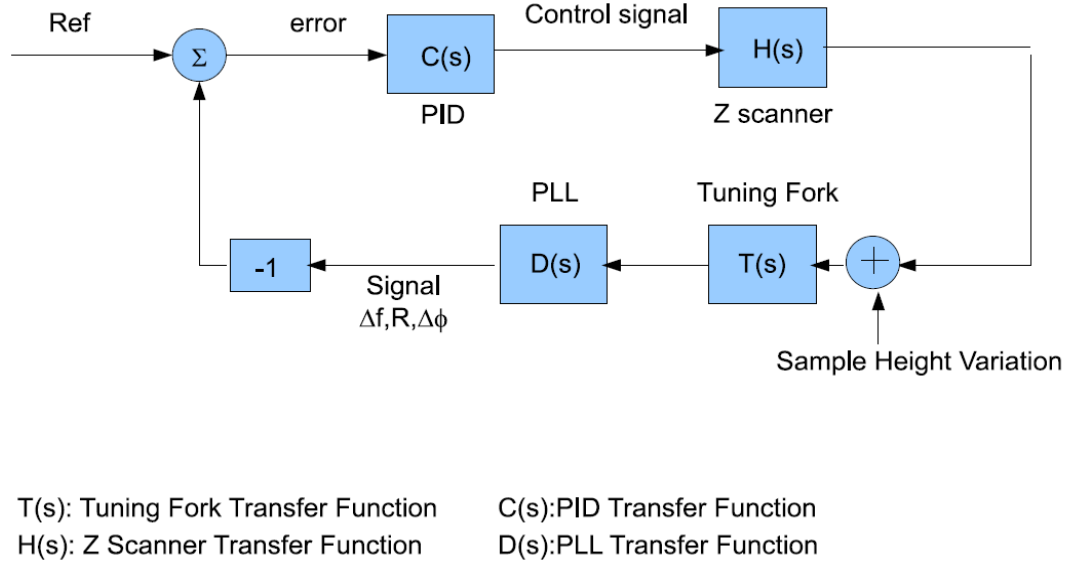 Ref
error
Control signal
Σ
C(s)
H(s)
PID
Z scanner
PLL
Tuning Fork
-1
D(s)
T(s)
+
Signal
Δf,R,Δϕ
Sample Height Variation
T(s): Tuning Fork Transfer Function
C(s):PID Transfer Function
H(s): Z Scanner Transfer Function
D(s):PLL Transfer Function